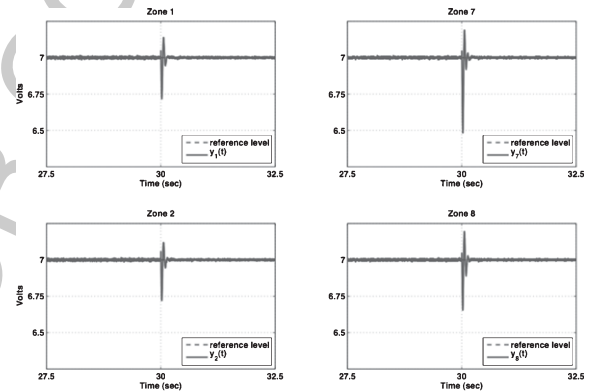 Zone 1
Volts
7
6.75
6.5
reference level
y1(t)
27.5
30
32.5
Time (sec)
Zone 7
7
6.75
6.5
reference level
y7(t)
27.5
30
32.5
Time (sec)
Zone 2
Volts
7
6.75
6.5
reference level
y2(t)
27.5
30
32.5
Time (sec)
Zone 8
7
6.75
6.5
reference level
y8(t)
27.5
30
32.5
Time (sec)